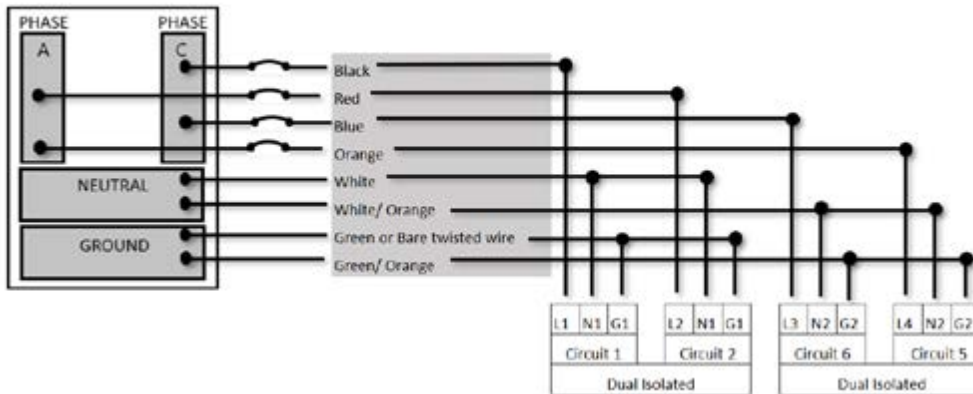 PHASE PHASE
A C
Black
Red
Blue
Orange
NEUTRAL White
White/ Orange
Green or Bare twisted wire
GROUND
Green/ Orange
L1 N1 G1 L2 N1 G1 L3 N2 G2 L4 N2 G2
Circuit 1 Circuit 2 Circuit 6 Circuit 5
Dual Isolated Dual Isolated